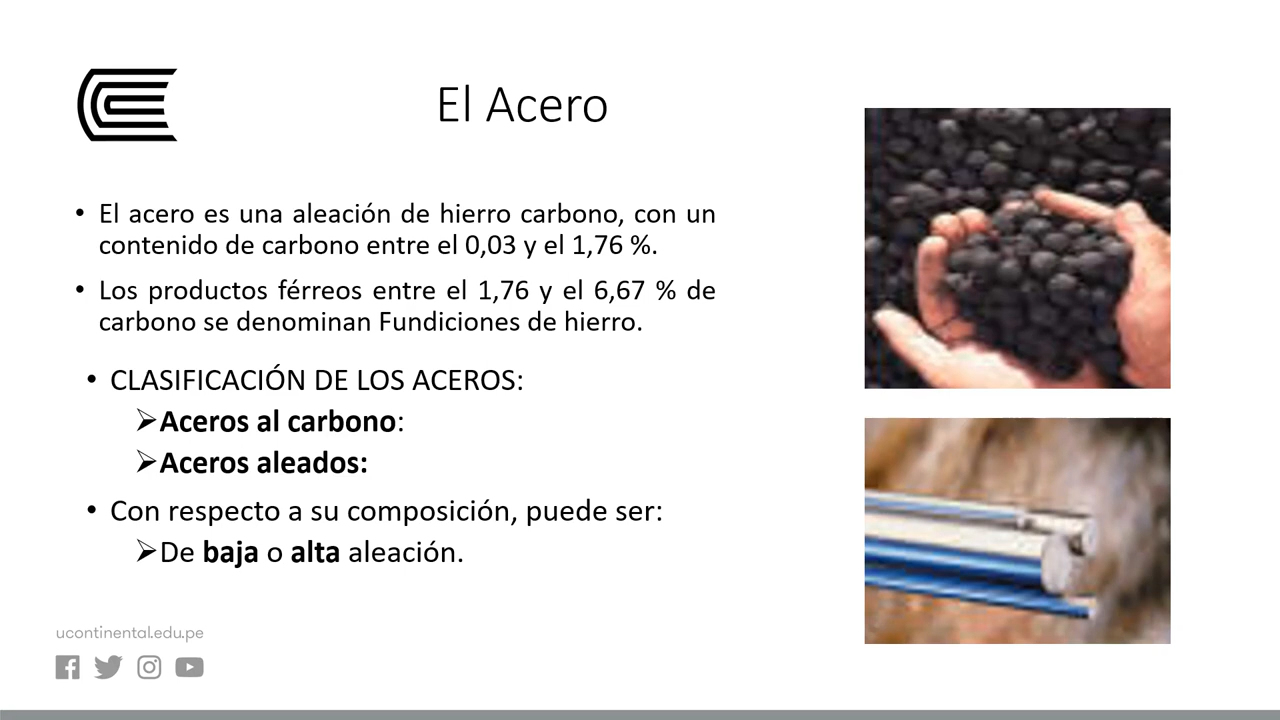 El Acero
• El acero es una aleación de hierro carbono, con un
contenido de carbono entre el 0,03 y el 1,76 %.
• Los productos férreos entre el 1,76 y el 6,67 % de
carbono se denominan Fundiciones de hierro.
• CLASIFICACIÓN DE LOS ACEROS:
➢Aceros al carbono:
➢Aceros aleados:
• Con respecto a su composición, puede ser:
➢De baja o alta aleación.
ucontinental.edu.pe